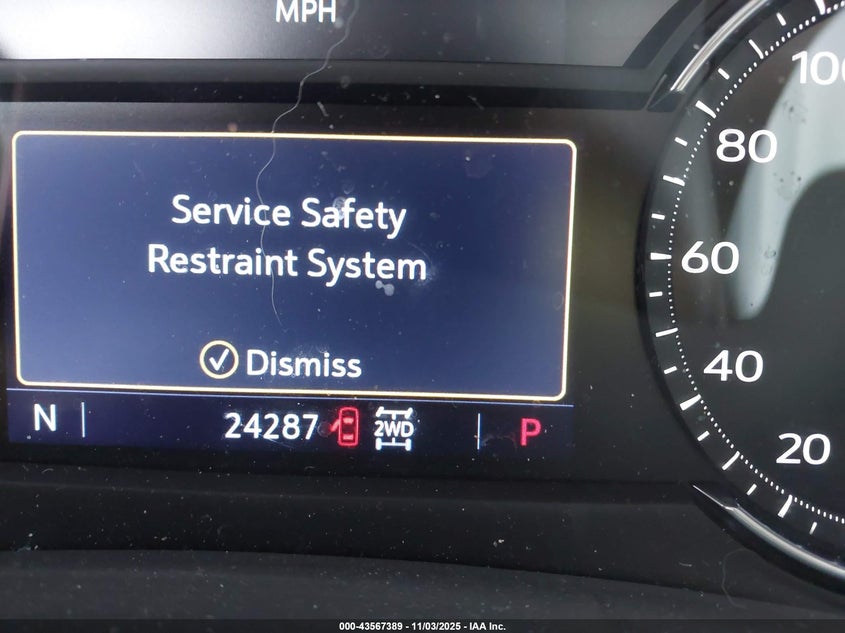 MPH
Service Safety
Restraint System
Dismiss
N 24287 2WD P
100
80
60
40
20
000-43567389 - 11/03/2025 - IAA Inc.